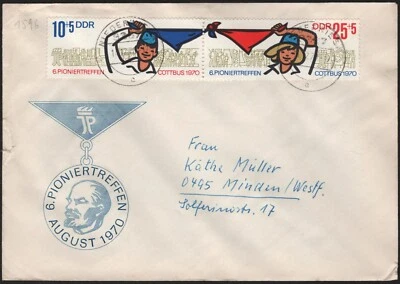 10+5 DDR
DDR 25+5
6.PIONIERTREFFEN
COTTBUS 1970
6.PIONIERTREFFEN
COTTBUS 1970
JP
6. PIONIERTREFFEN
AUGUST 1970
Frau
Käthe Müller
0495 Minden/Westf.
Solferinostr. 17